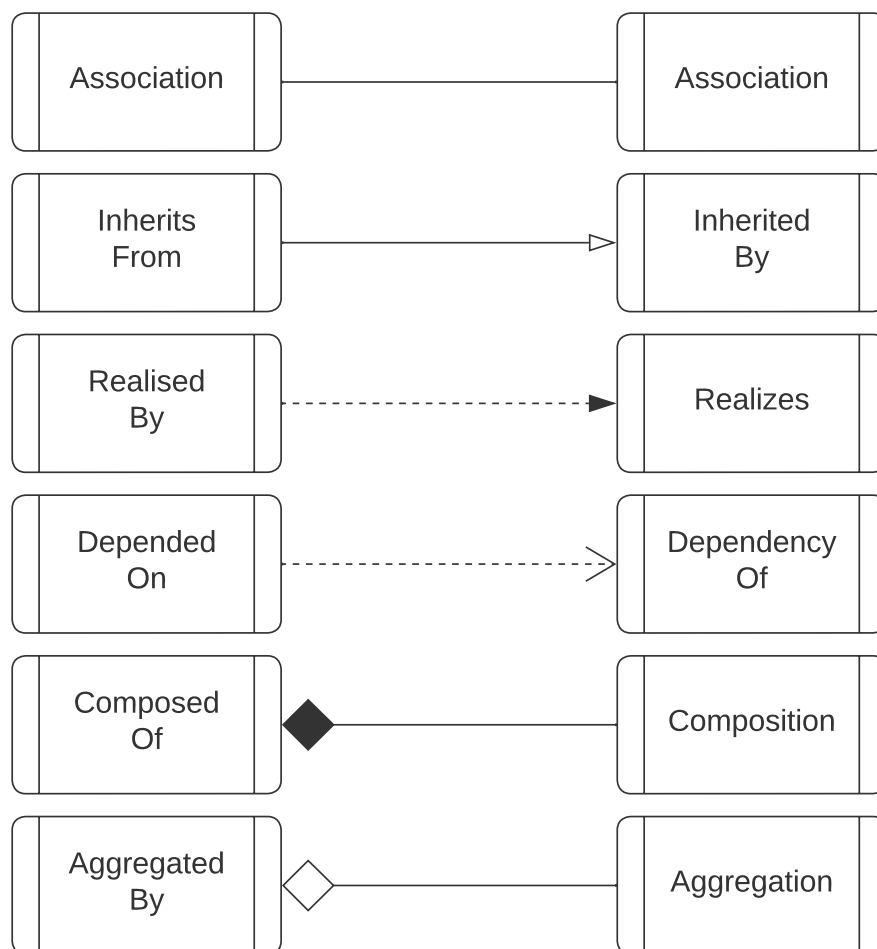 Association
Association
Inherits
From
Inherited
By
Realised
By
Realizes
Depended
On
Dependency
Of
Composed
Of
Composition
Aggregated
By
Aggregation